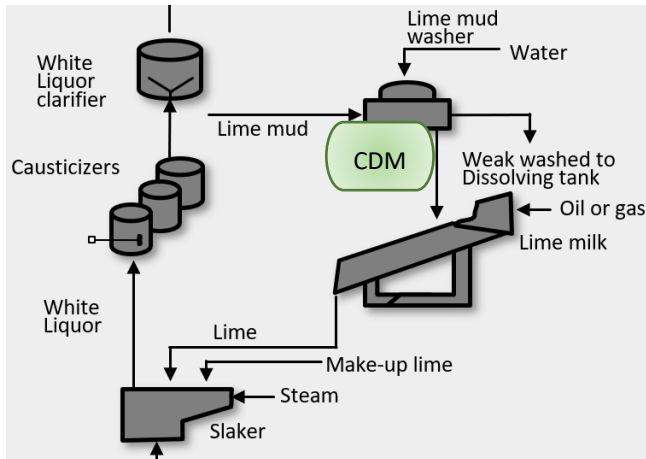 Lime mud
washer
Water
White
Liquor
clarifier
Lime mud
CDM
Causticizers
Weak washed to
Dissolving tank
Oil or gas
Lime milk
White
Liquor
Lime
Make-up lime
Steam
Slaker